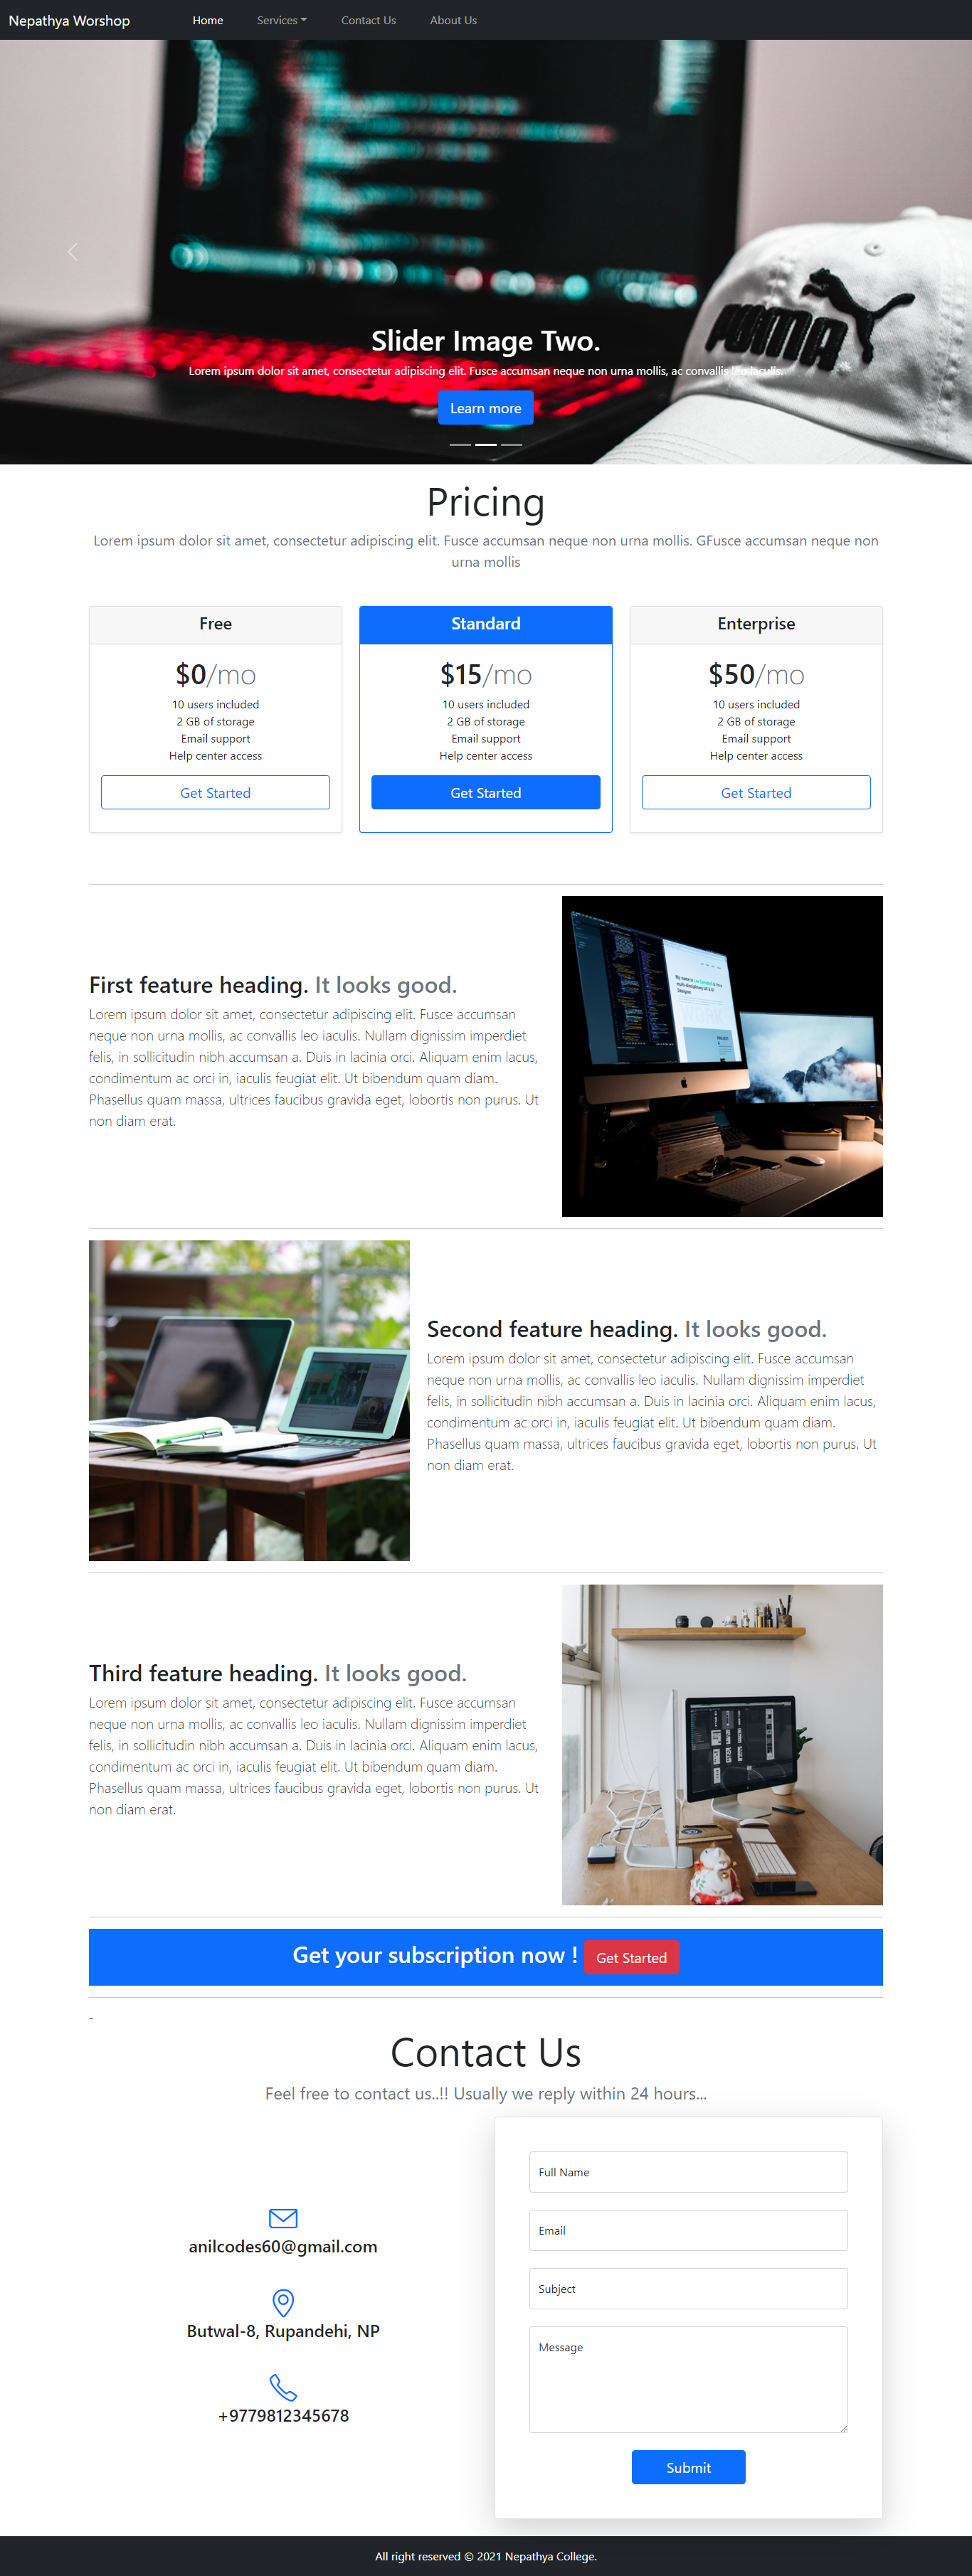 Nepathya Worshop
Home
Services
Contact Us
About Us
PUMA
Slider Image Two.
Lorem ipsum dolor sit amet, consectetur adipiscing elit. Fusce accumsan neque non urna mollis, ac convallis leo iaculis.
Learn more
Pricing
Lorem ipsum dolor sit amet, consectetur adipiscing elit. Fusce accumsan neque non urna mollis. GFusce accumsan neque non
urna mollis
Free
$0/mo
10 users included
2 GB of storage
Email support
Help center access
Get Started
Standard
$15/mo
10 users included
2 GB of storage
Email support
Help center access
Get Started
Enterprise
$50/mo
10 users included
2 GB of storage
Email support
Help center access
Get Started
First feature heading. It looks good.
Lorem ipsum dolor sit amet, consectetur adipiscing elit. Fusce accumsan
neque non urna mollis, ac convallis leo iaculis. Nullam dignissim imperdiet
felis, in sollicitudin nibh accumsan a. Duis in lacinia orci. Aliquam enim lacus,
condimentum ac orci in, iaculis feugiat elit. Ut bibendum quam diam.
Phasellus quam massa, ultrices faucibus gravida eget, lobortis non purus. Ut
non diam erat.
WORK
Second feature heading. It looks good.
Lorem ipsum dolor sit amet, consectetur adipiscing elit. Fusce accumsan
neque non urna mollis, ac convallis leo iaculis. Nullam dignissim imperdiet
felis, in sollicitudin nibh accumsan a. Duis in lacinia orci. Aliquam enim lacus,
condimentum ac orci in, iaculis feugiat elit. Ut bibendum quam diam.
Phasellus quam massa, ultrices faucibus gravida eget, lobortis non purus. Ut
non diam erat.
Third feature heading. It looks good.
Lorem ipsum dolor sit amet, consectetur adipiscing elit. Fusce accumsan
neque non urna mollis, ac convallis leo iaculis. Nullam dignissim imperdiet
felis, in sollicitudin nibh accumsan a. Duis in lacinia orci. Aliquam enim lacus,
condimentum ac orci in, iaculis feugiat elit. Ut bibendum quam diam.
Phasellus quam massa, ultrices faucibus gravida eget, lobortis non purus. Ut
non diam erat.
Get your subscription now ! Get Started
-
Contact Us
Feel free to contact us..!! Usually we reply within 24 hours...
anilcodes60@gmail.com
Butwal-8, Rupandehi, NP
+9779812345678
Full Name
Email
Subject
Message
Submit
All right reserved © 2021 Nepathya College.